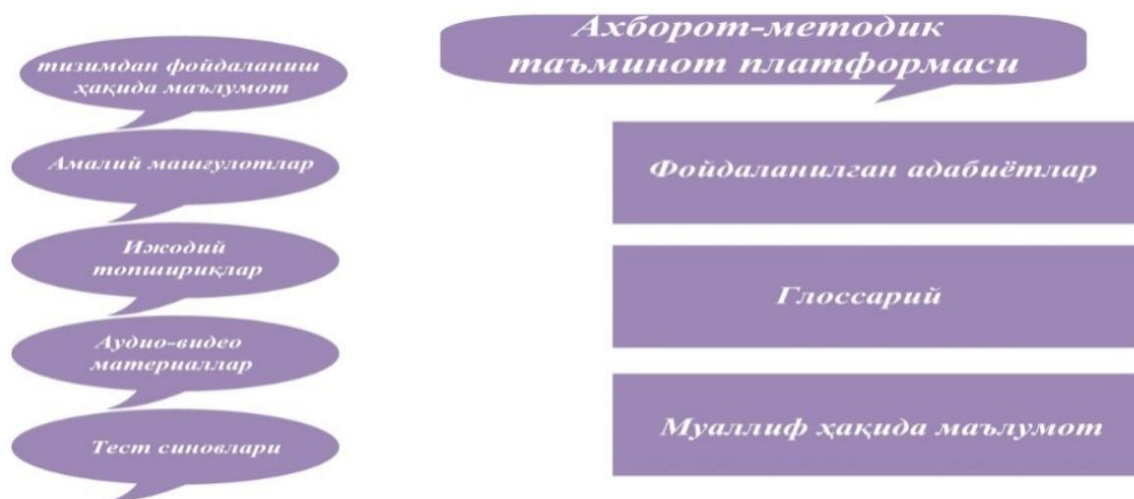 Ахборот-методик
таъминот платформаси
тизимдан фойдаланиш
ҳақида маълумот
Амалий машғулотлар
Ижодий
топшириқлар
Аудио-видео
материаллар
Тест синовлари
Фойдаланилган адабиётлар
Глоссарий
Муаллиф ҳақида маълумот